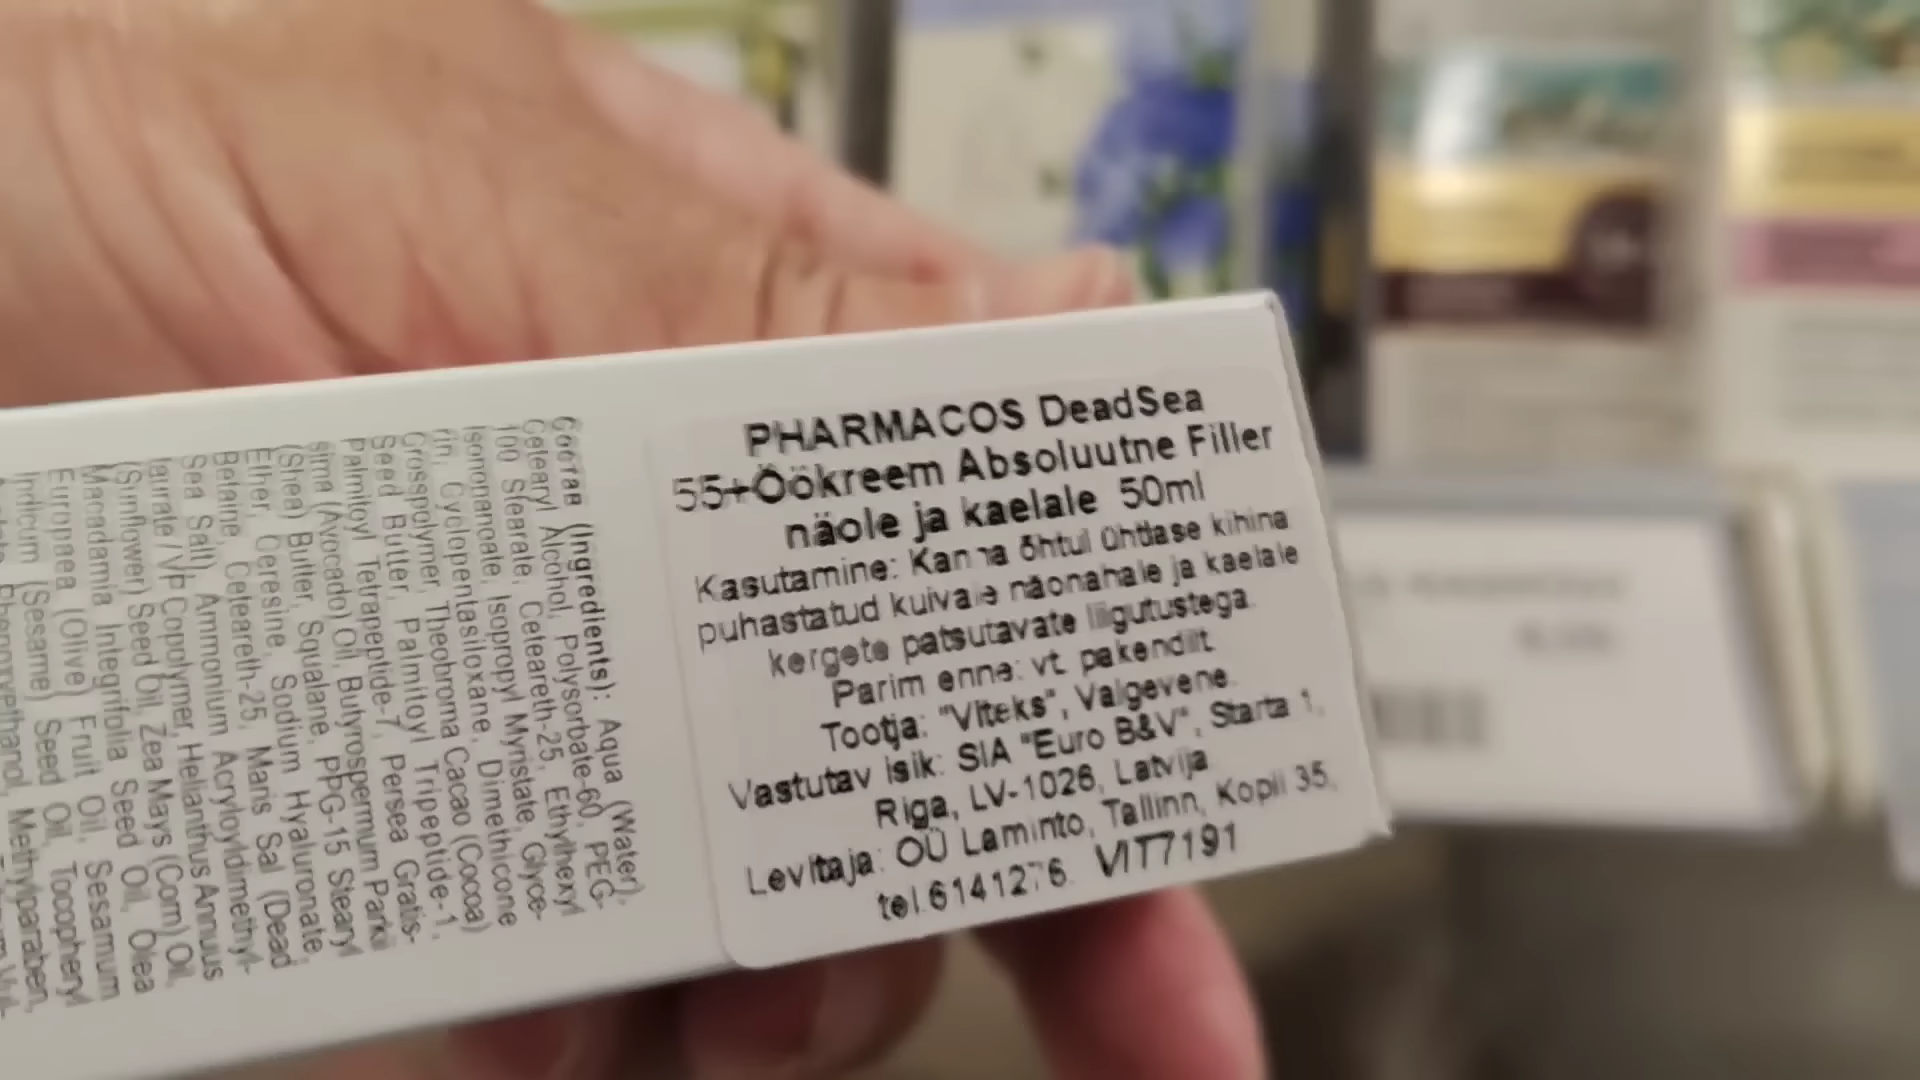 PHARMACOS DeadSea
55+Öökreem Absoluutne Filler
näole ja kaelale 50ml
Kasutamine: Kanna õhtul ühtlase kihina
puhastatud kuivale näonahale ja kaelale
kergete patsutavate liigutustega.
Parim enne: vt. pakendilt.
Tootja: "Viteks", Valgevene.
Vastutav isik: SIA "Euro B&V", Starta 1,
Riga, LV-1026, Latvija
Levitaja: OÜ Laminto, Tallinn, Kopli 35,
tel.6141276. VIT7191
Состав (Ingredients): Aqua (Water),
Cetearyl Alcohol, Polysorbate-60, PEG-
100 Stearate, Ceteareth-25, Ethylhexyl
Isononanoate, Isopropyl Myristate, Glyce-
rin, Cyclopentasiloxane, Dimethicone
Crosspolymer, Theobroma Cacao (Cocoa)
Seed Butter, Palmitoyl Tripeptide-1,
Palmitoyl Tetrapeptide-7, Persea Gratis-
sima (Avocado) Oil, Butyrospermum Parkii
(Shea) Butter, Squalane, PPG-15 Stearyl
Ether, Ceresine, Sodium Hyaluronate,
Betaine, Ceteareth-25, Maris Sal (Dead
Sea Salt), Ammonium Acryloyldimethyl-
taurate/VP Copolymer, Helianthus Annuus
(Sunflower) Seed Oil, Zea Mays (Corn) Oil,
Macadamia Integrifolia Seed Oil, Olea
Europaea (Olive) Fruit Oil, Sesamum
Indicum (Sesame) Seed Oil, Tocopheryl
Phenoxyethanol, Methylparaben,